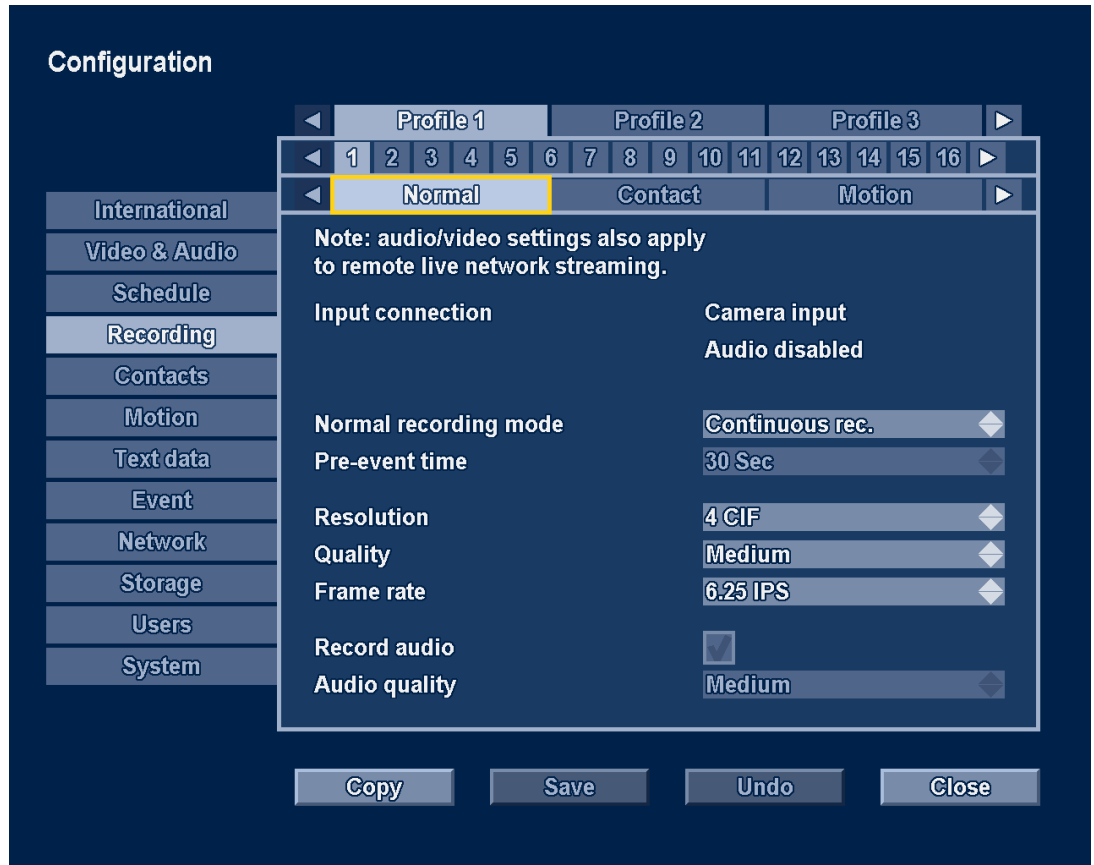 Configuration
Profile 1 Profile 2 Profile 3
1 2 3 4 5 6 7 8 9 10 11 12 13 14 15 16
Normal Contact Motion
International
Video & Audio
Schedule
Recording
Contacts
Motion
Text data
Event
Network
Storage
Users
System
Note: audio/video settings also apply
to remote live network streaming.
Input connection Camera input
Audio disabled
Normal recording mode Continuous rec.
Pre-event time 30 Sec
Resolution 4 CIF
Quality Medium
Frame rate 6.25 IPS
Record audio
Audio quality Medium
Copy Save Undo Close